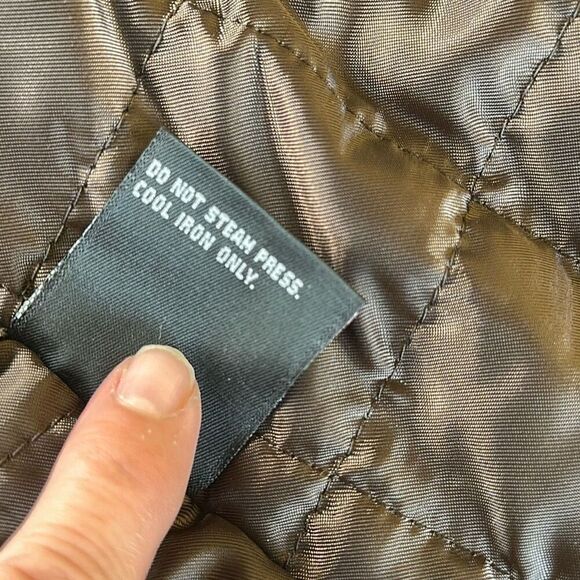 DO NOT STEAM PRESS.
COOL IRON ONLY.